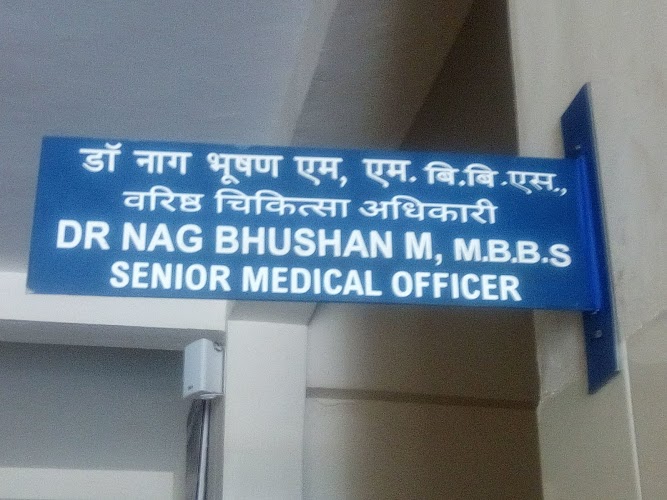 डॉ नाग भूषण एम, एम. बि.बि.एस.,
वरिष्ठ चिकित्सा अधिकारी
DR NAG BHUSHAN M, M.B.B.S
SENIOR MEDICAL OFFICER